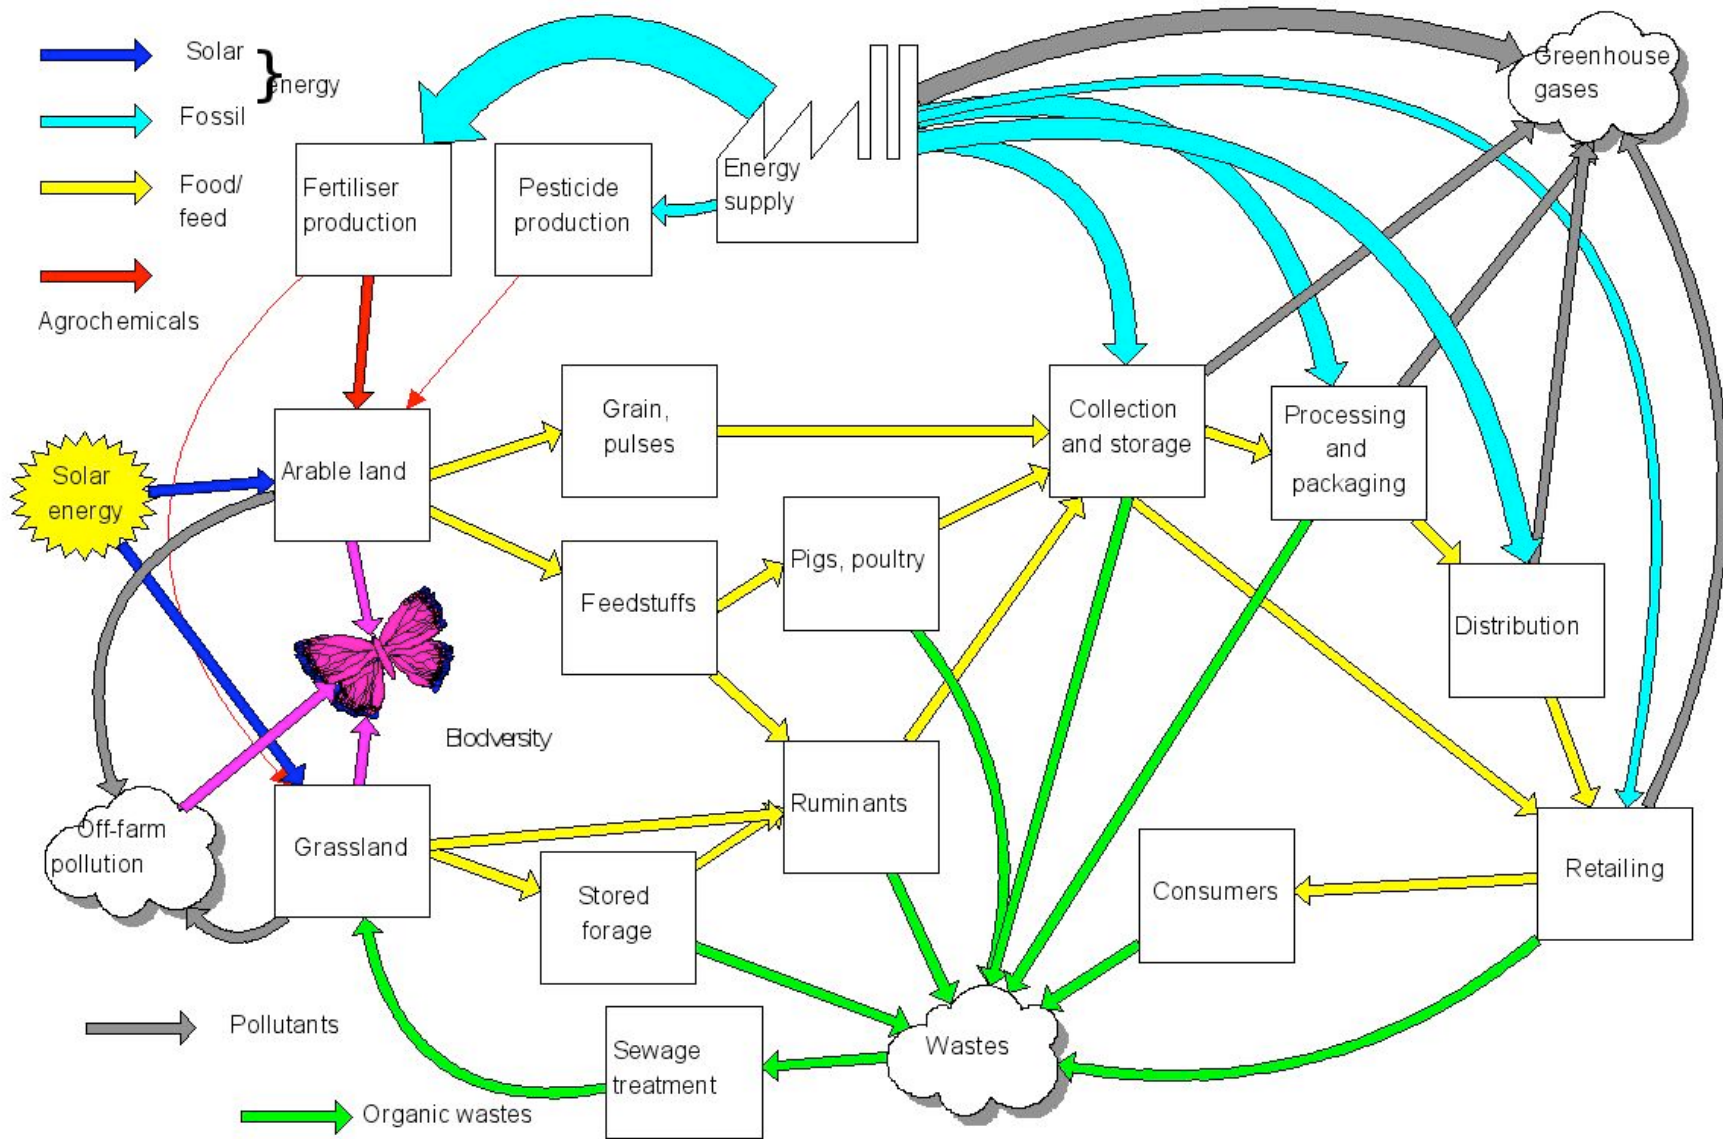 Solar
energy
Fossil
Food/
feed
Agrochemicals
Fertiliser
production
Pesticide
production
Energy
supply
Greenhouse
gases
Solar
energy
Arable land
Grain,
pulses
Collection
and storage
Processing
and
packaging
Feedstuffs
Pigs, poultry
Distribution
Biodversity
Off-farm
pollution
Grassland
Ruminants
Stored
forage
Consumers
Retailing
Pollutants
Sewage
treatment
Wastes
Organic wastes